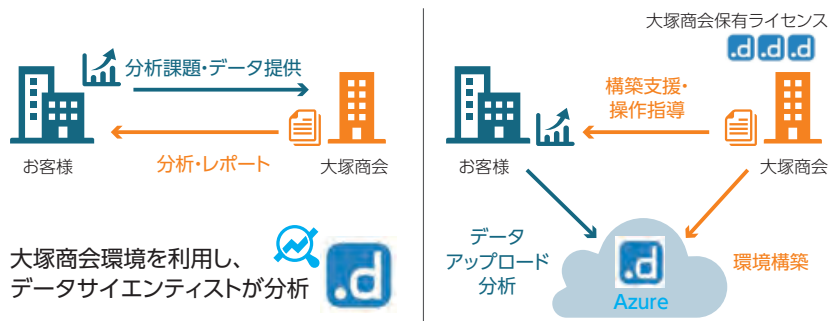 分析課題・データ提供
お客様
分析・レポート
大塚商会
大塚商会環境を利用し、
データサイエンティストが分析
.d
大塚商会保有ライセンス
.d .d .d
構築支援・
操作指導
お客様
大塚商会
データ
アップロード
分析
.d
Azure
環境構築